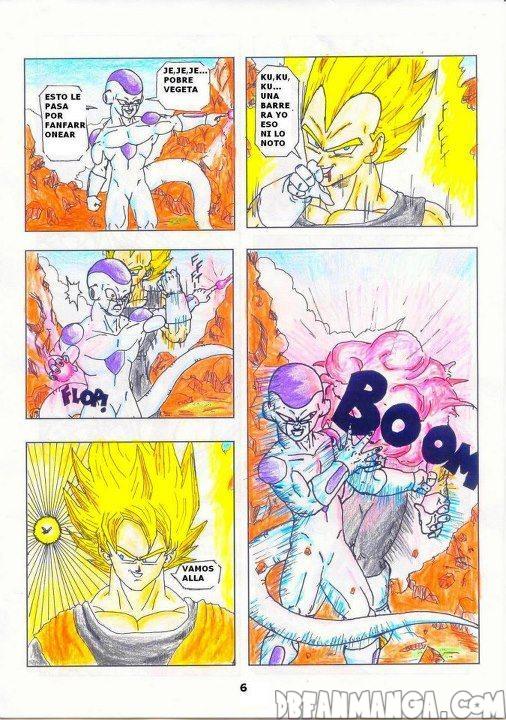 ESTO LE
PASA
POR
FANFARR
ONEAR
JE,JE,JE...
POBRE
VEGETA
KU,KU,
KU...
UNA
BARRE
RA YO
ESO
NI LO
NOTO
FLOP!
BOOM
VAMOS
ALLA
6
DBFANMANGA.COM